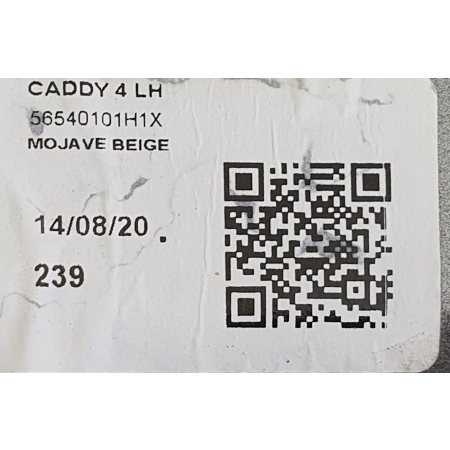 CADDY 4 LH
56540101H1X
MOJAVE BEIGE
14/08/20.
239